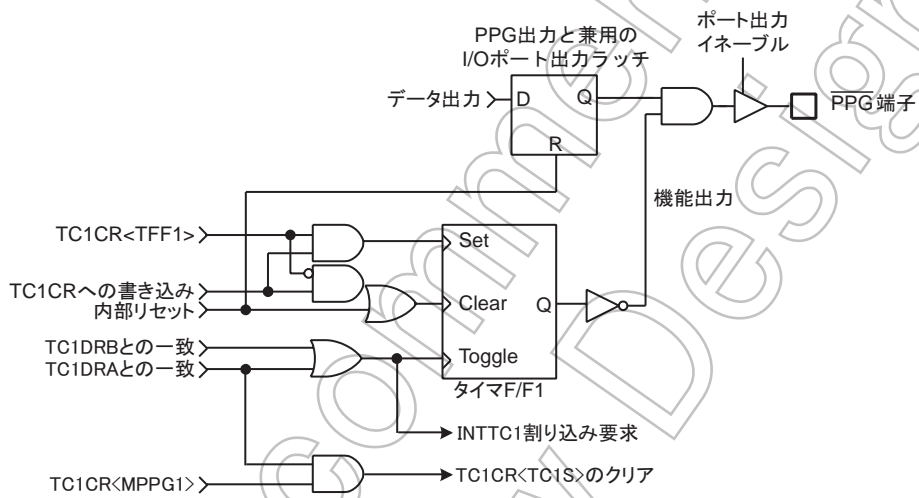 PPG出力と兼用の
I/Oポート出力ラッチ
ポート出力
イネーブル
データ出力
D
Q
R
PPG端子
機能出力
TC1CR<TFF1>
TC1CRへの書き込み
内部リセット
TC1DRBとの一致
TC1DRAとの一致
TC1CR<MPPG1>
Set
Clear
Q
Toggle
タイマF/F1
INTTC1割り込み要求
TC1CR<TC1S>のクリア